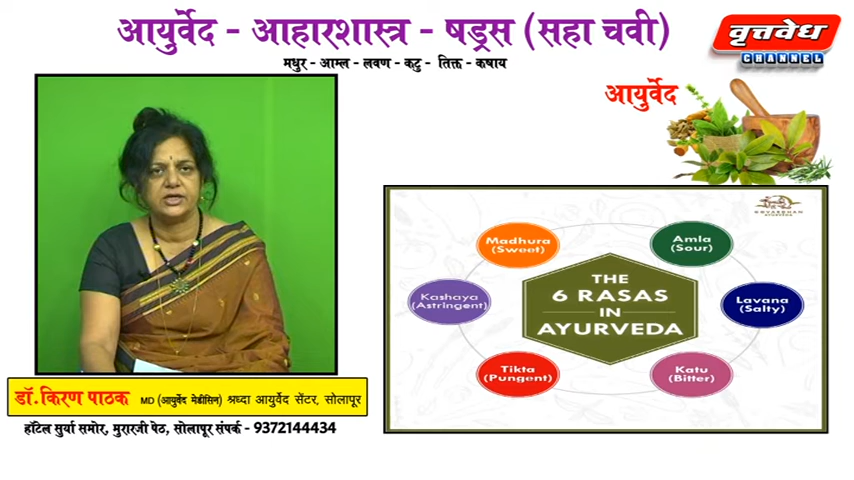 आयुर्वेद - आहारशास्त्र - षड्रस (सहा चवी)
मधुर - आम्ल - लवण - कटु - तिक्त - कषाय
वृत्तवेध
CHANNEL
आयुर्वेद
Madhura
(Sweet)
Amla
(Sour)
Kashaya
(Astringent)
THE
6 RASAS
IN
AYURVEDA
Lavana
(Salty)
Tikta
(Pungent)
Katu
(Bitter)
डॉ.किरण पाठक MD (आयुर्वेद मेडीसिन) श्रध्दा आयुर्वेद सेंटर, सोलापूर
हॉटेल सुर्या समोर, मुरारजी पेठ, सोलापूर संपर्क - 9372144434